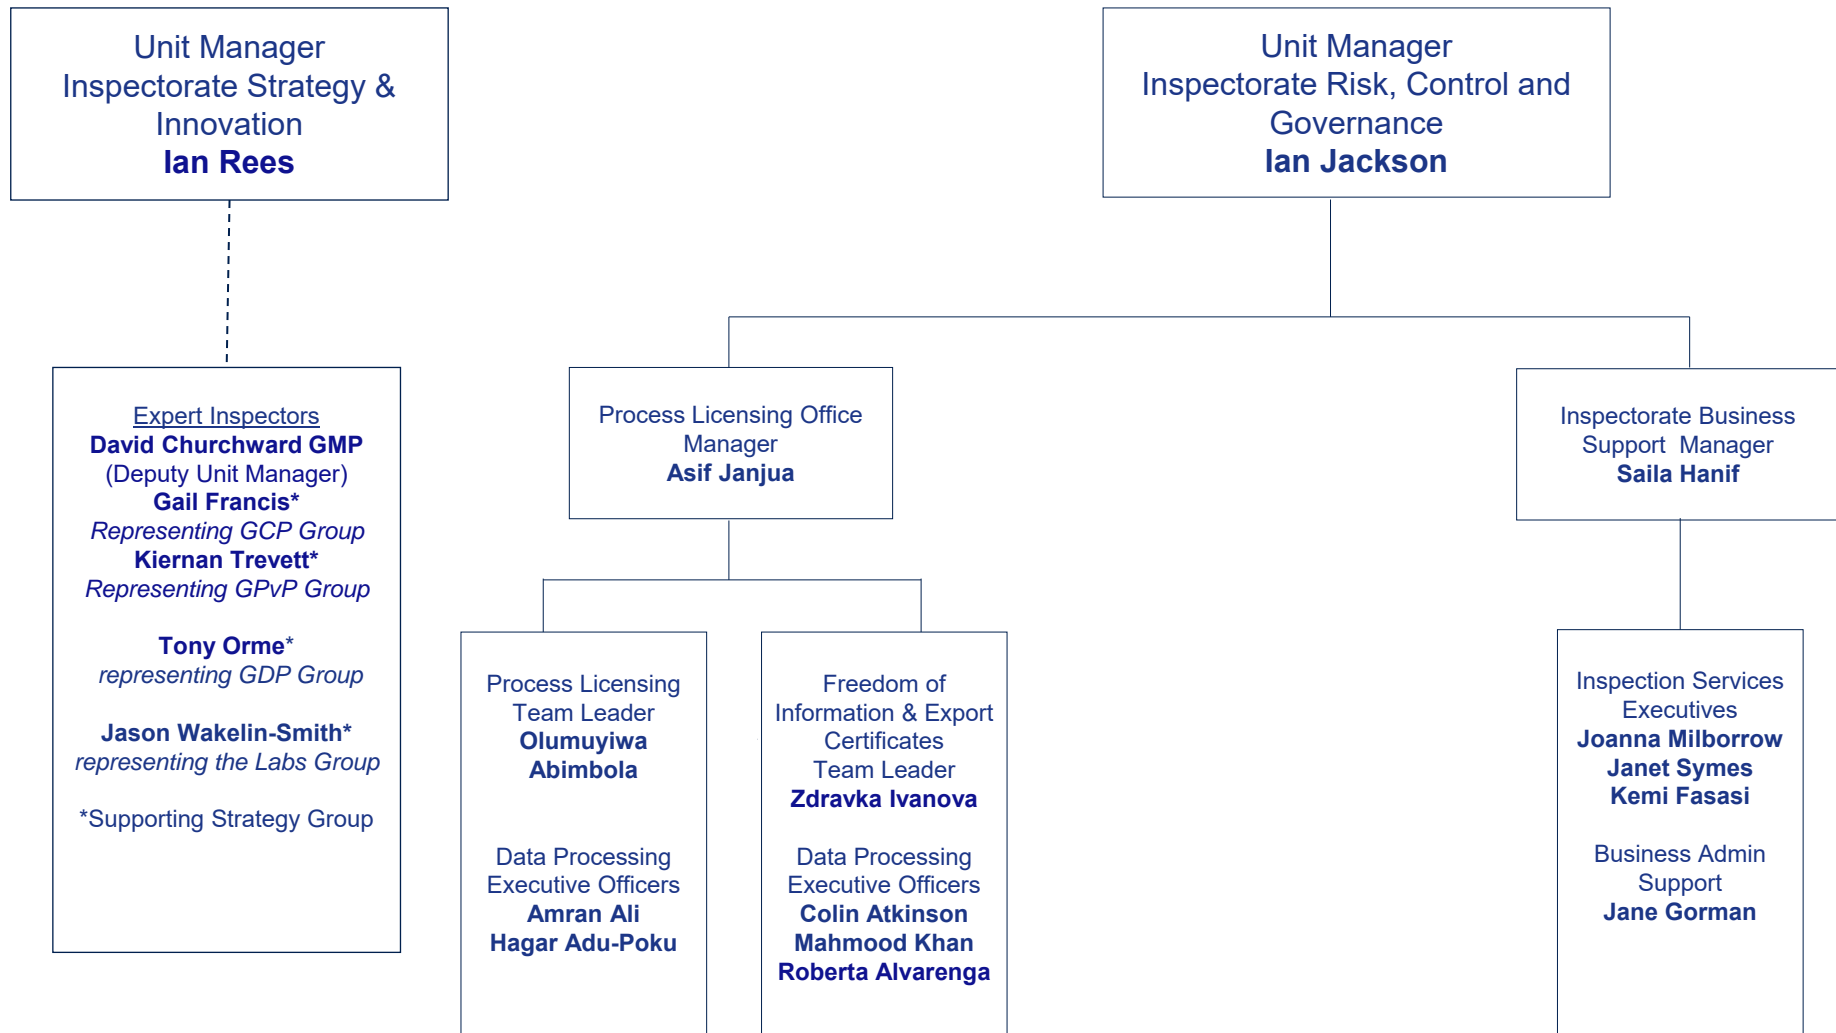 Unit Manager
Inspectorate Strategy &
Innovation
Ian Rees
Unit Manager
Inspectorate Risk, Control and
Governance
Ian Jackson
Expert Inspectors
David Churchward GMP
(Deputy Unit Manager)
Gail Francis*
Representing GCP Group
Kiernan Trevett*
Representing GPvP Group
Tony Orme*
representing GDP Group
Jason Wakelin-Smith*
representing the Labs Group
*Supporting Strategy Group
Process Licensing Office
Manager
Asif Janjua
Inspectorate Business
Support Manager
Saila Hanif
Process Licensing
Team Leader
Olumuyiwa
Abimbola
Data Processing
Executive Officers
Amran Ali
Hagar Adu-Poku
Freedom of
Information & Export
Certificates
Team Leader
Zdravka Ivanova
Data Processing
Executive Officers
Colin Atkinson
Mahmood Khan
Roberta Alvarenga
Inspection Services
Executives
Joanna Milborrow
Janet Symes
Kemi Fasasi
Business Admin
Support
Jane Gorman